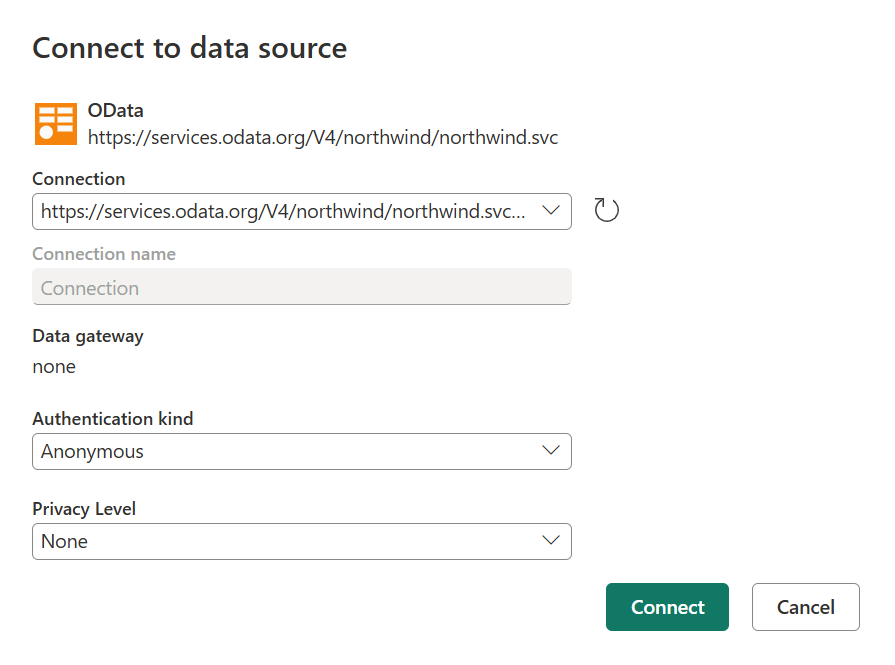 Connect to data source
OData
https://services.odata.org/V4/northwind/northwind.svc
Connection
https://services.odata.org/V4/northwind/northwind.svc...
Connection name
Connection
Data gateway
none
Authentication kind
Anonymous
Privacy Level
None
Connect
Cancel